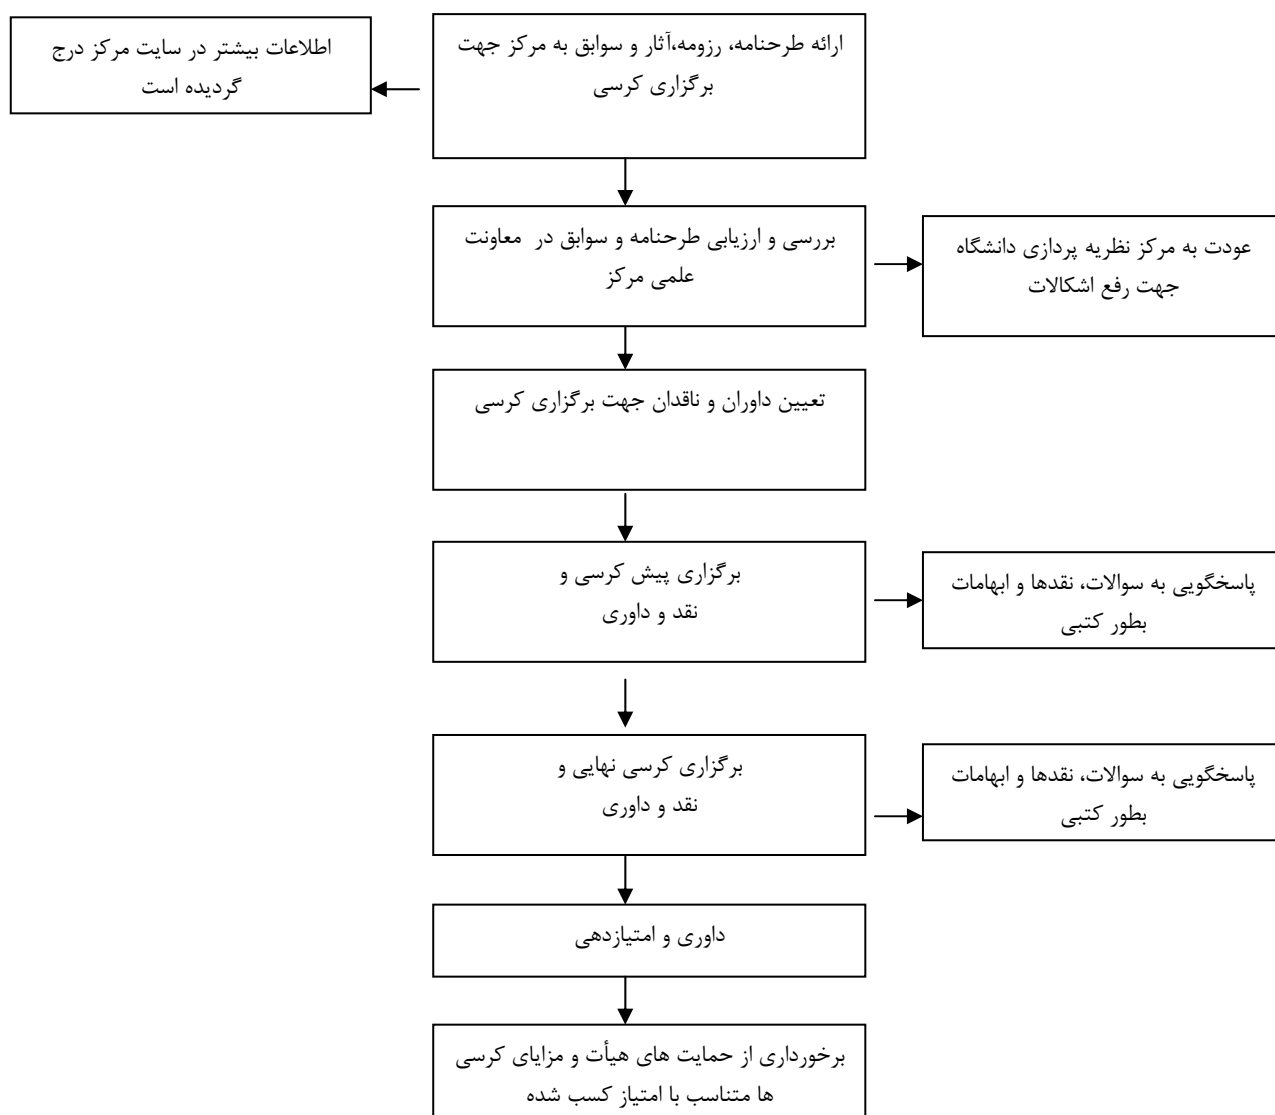 ارائه طرحنامه، رزومه،آثار و سوابق به مرکز جهت
برگزاری کرسی
اطلاعات بیشتر در سایت مرکز درج
گردیده است
بررسی و ارزیابی طرحنامه و سوابق در معاونت
علمی مرکز
عودت به مرکز نظریه پردازی دانشگاه
جهت رفع اشکالات
تعیین داوران و ناقدان جهت برگزاری کرسی
برگزاری پیش کرسی و
نقد و داوری
پاسخگویی به سوالات، نقدها و ابهامات
بطور کتبی
برگزاری کرسی نهایی و
نقد و داوری
پاسخگویی به سوالات، نقدها و ابهامات
بطور کتبی
داوری و امتیازدهی
برخورداری از حمایت های هیأت و مزایای کرسی
ها متناسب با امتیاز کسب شده